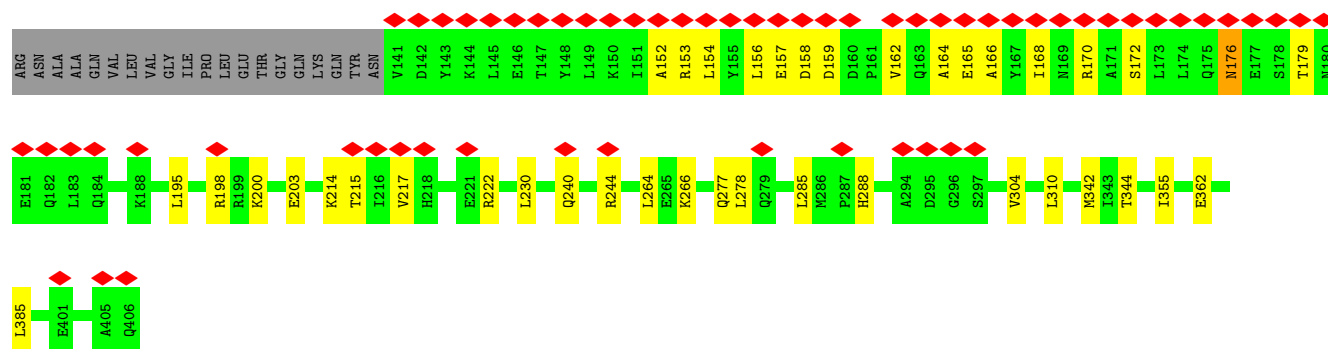 ARG ASN ALA ALA GLN VAL LEU VAL GLY ILE PRO LEU GLU THR GLY GLN LYS GLN TYR ASN V141 D142 Y143 K144 L145 E146 T147 Y148 L149 K150 I151 A152 R153 L154 Y155 L156 E157 D158 D159 D160 P161 V162 Q163 A164 E165 A166 Y167 I168 N169 R170 A171 S172 L173 L174 Q175 N176 E177 S178 T179 N180
E181 Q182 L183 Q184 K188 L195 R198 R199 K200 E203 K214 T215 I216 V217 H218 E221 R222 L230 Q240 R244 L264 E265 K266 Q277 L278 Q279 L285 M286 P287 H288 A294 D295 G296 S297 V304 L310 M342 I343 T344 I355 E362
L385 E401 A405 Q406